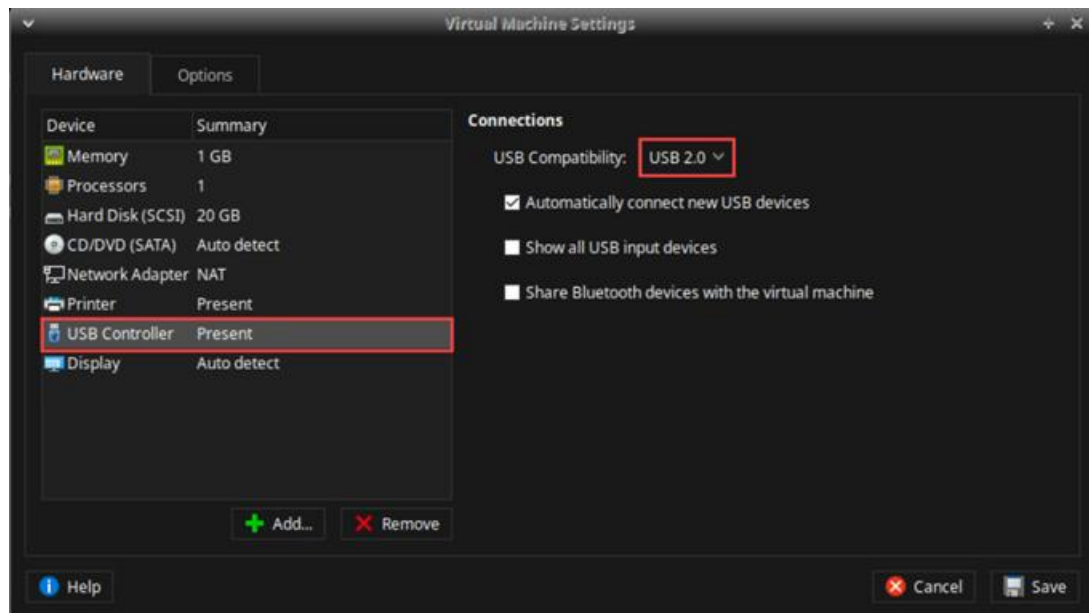 Virtual Machine Settings
Hardware Options
Device Summary
Memory 1 GB
Processors 1
Hard Disk (SCSI) 20 GB
CD/DVD (SATA) Auto detect
Network Adapter NAT
Printer Present
USB Controller Present
Display Auto detect
Add... Remove
Connections
USB Compatibility: USB 2.0
Automatically connect new USB devices
Show all USB input devices
Share Bluetooth devices with the virtual machine
Help Cancel Save